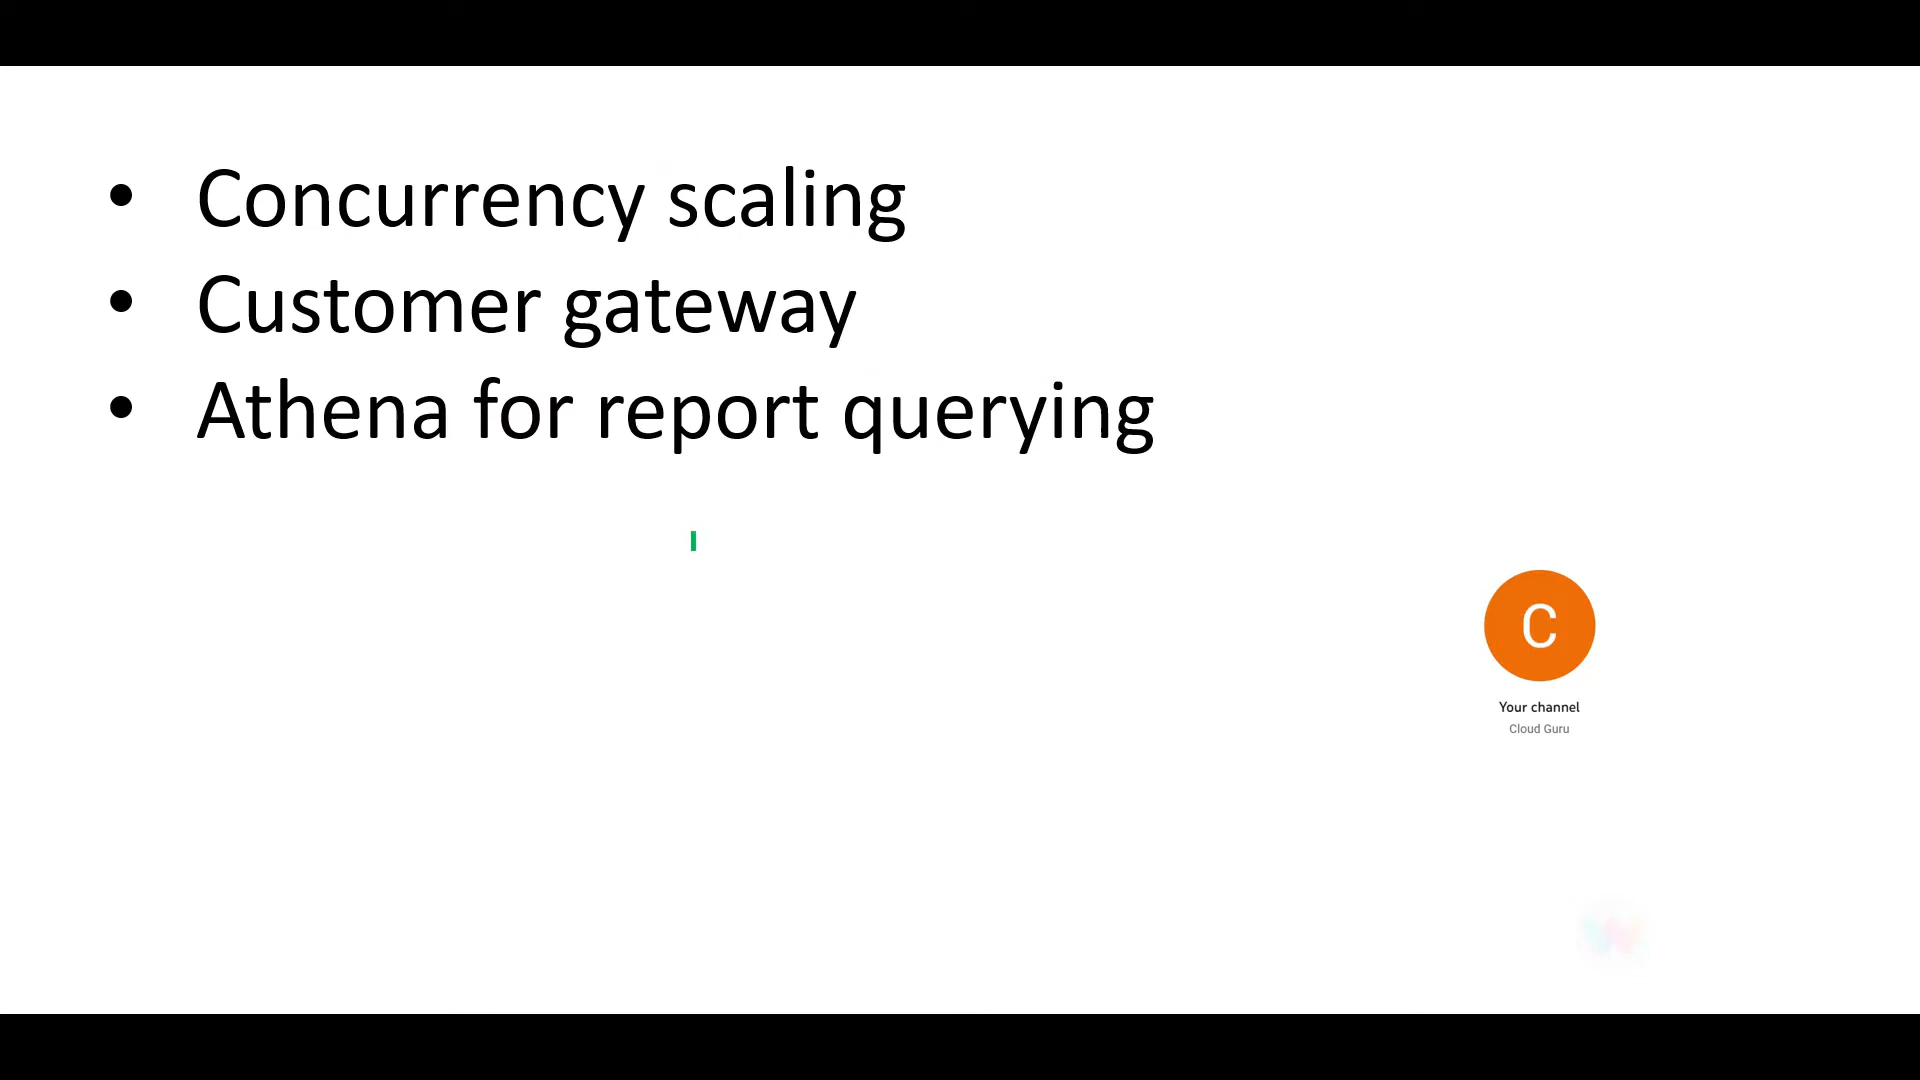 • Concurrency scaling
• Customer gateway
• Athena for report querying
C
Your channel
Cloud Guru